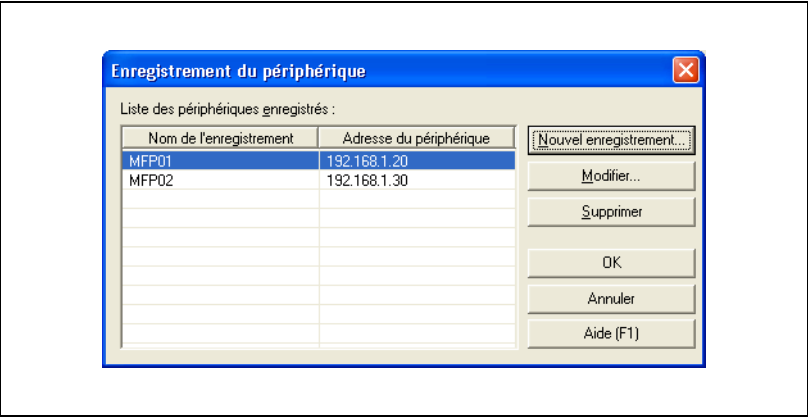 Enregistrement du périphérique
Liste des périphériques enregistrés :
Nom de l'enregistrement Adresse du périphérique
MFP01 192.168.1.20
MFP02 192.168.1.30
Nouvel enregistrement...
Modifier...
Supprimer
OK
Annuler
Aide (F1)